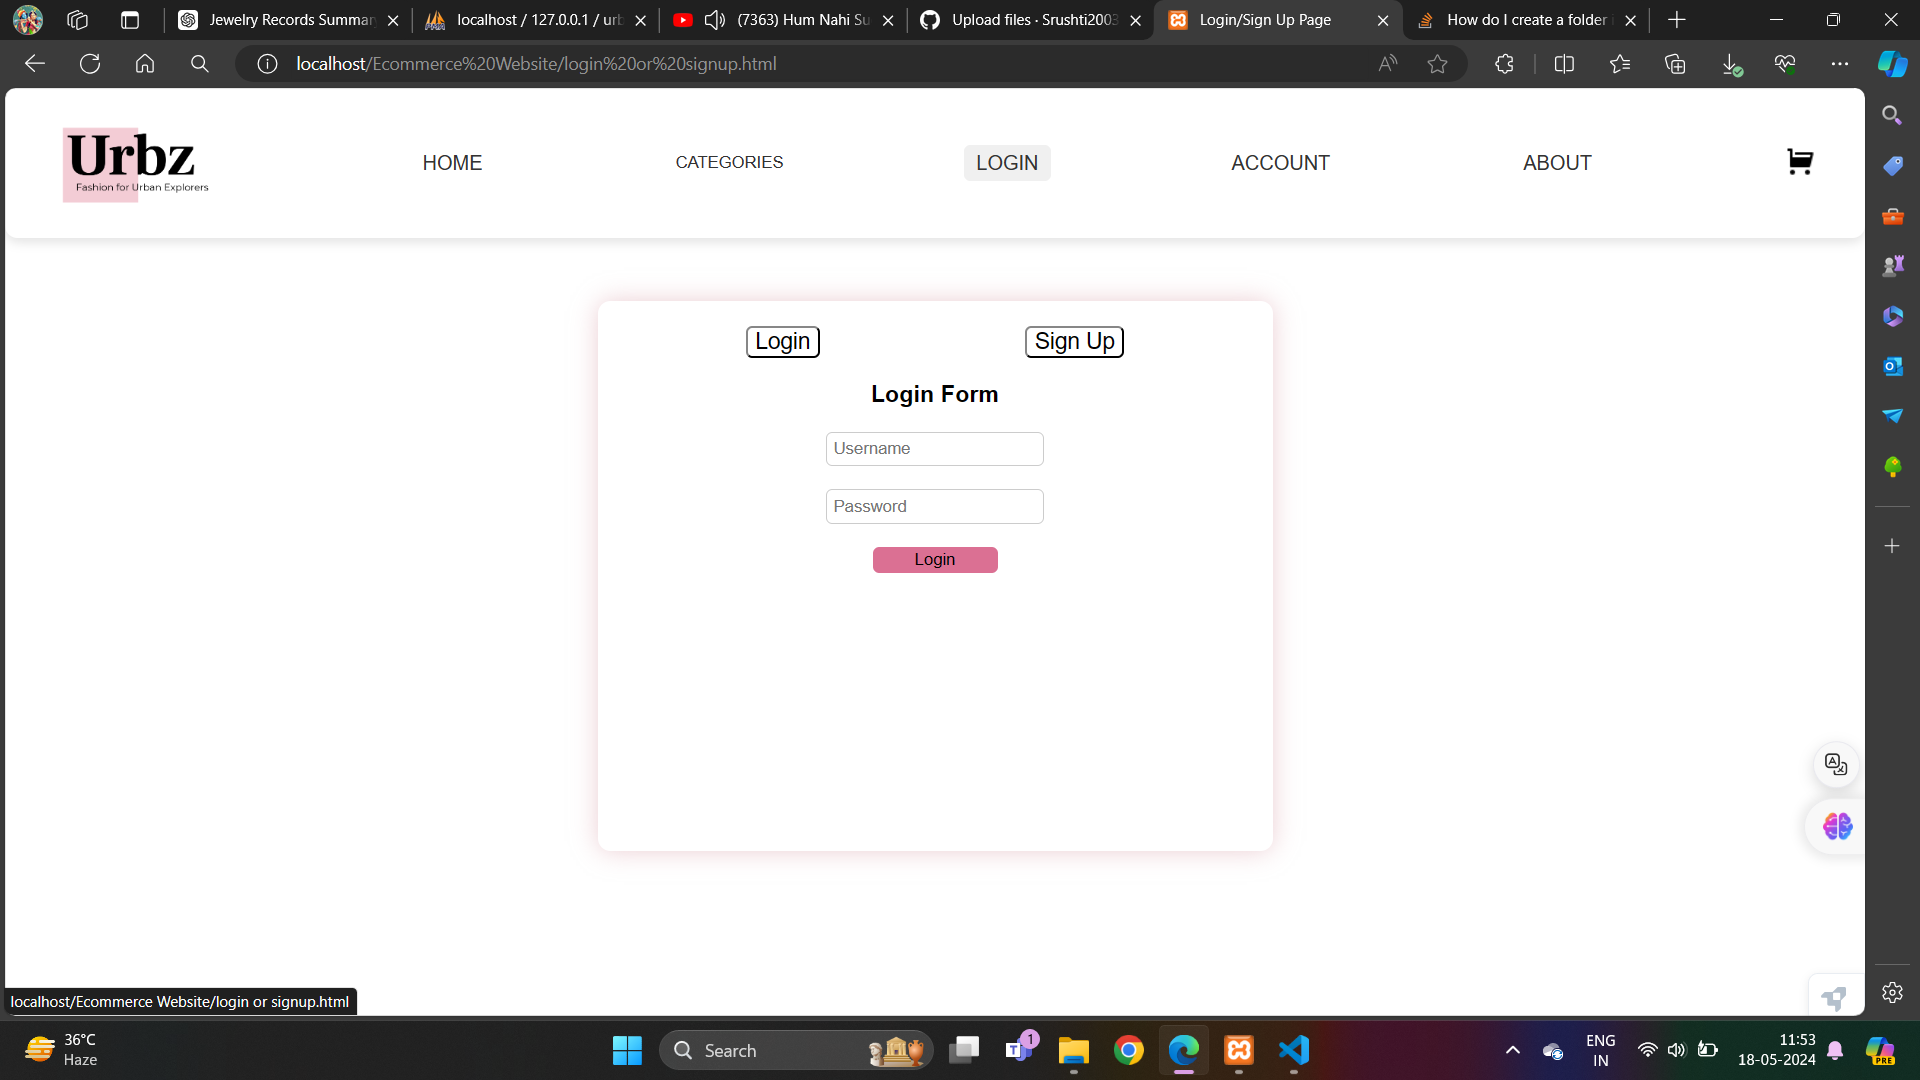 Jewelry Records Summar
localhost / 127.0.0.1 / urb
(7363) Hum Nahi Su
Upload files · Srushti2003
Login/Sign Up Page
How do I create a folder i
localhost/Ecommerce%20Website/login%20or%20signup.html
Urbz
Fashion for Urban Explorers
HOME
CATEGORIES
LOGIN
ACCOUNT
ABOUT
Login
Sign Up
Login Form
Username
Password
Login
localhost/Ecommerce Website/login or signup.html
36°C
Haze
Search
1
ENG
IN
11:53
18-05-2024
PRE